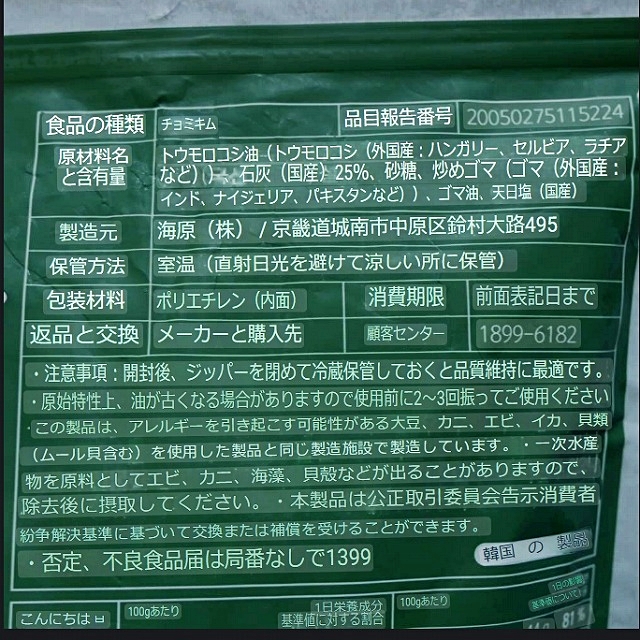 食品の種類 チョミキム 品目報告番号 20050275115224
原材料名と含有量 トウモロコシ油（トウモロコシ（外国産：ハンガリー、セルビア、ラチア
など）） 石灰（国産）25%、砂糖、炒めゴマ（ゴマ（外国産：
インド、ナイジェリア、パキスタンなど））、ゴマ油、天日塩（国産）
製造元 海原（株）/京畿道城南市中原区鈴村大路495
保管方法 室温（直射日光を避けて涼しい所に保管）
包装材料 ポリエチレン（内面） 消費期限 前面表記日まで
返品と交換 メーカーと購入先 顧客センター 1899-6182
・注意事項：開封後、ジッパーを閉めて冷蔵保管しておくと品質維持に最適です。
・原始特性上、油が古くなる場合がありますので使用前に2～3回振ってご使用ください
・この製品は、アレルギーを引き起こす可能性がある大豆、カニ、エビ、イカ、貝類
（ムール貝含む）を使用した製品と同じ製造施設で製造しています。・一次水産
物を原料としてエビ、カニ、海藻、貝殻などが出ることがありますので、
除去後に摂取してください。・本製品は公正取引委員会告示消費者
紛争解決基準に基づいて交換または補償を受けることができます。
・否定、不良食品届は局番なしで1399
韓国 の 製
こんにちは 100gあたり 1日栄養成分 100gあたり
基準値に対する割合
81%